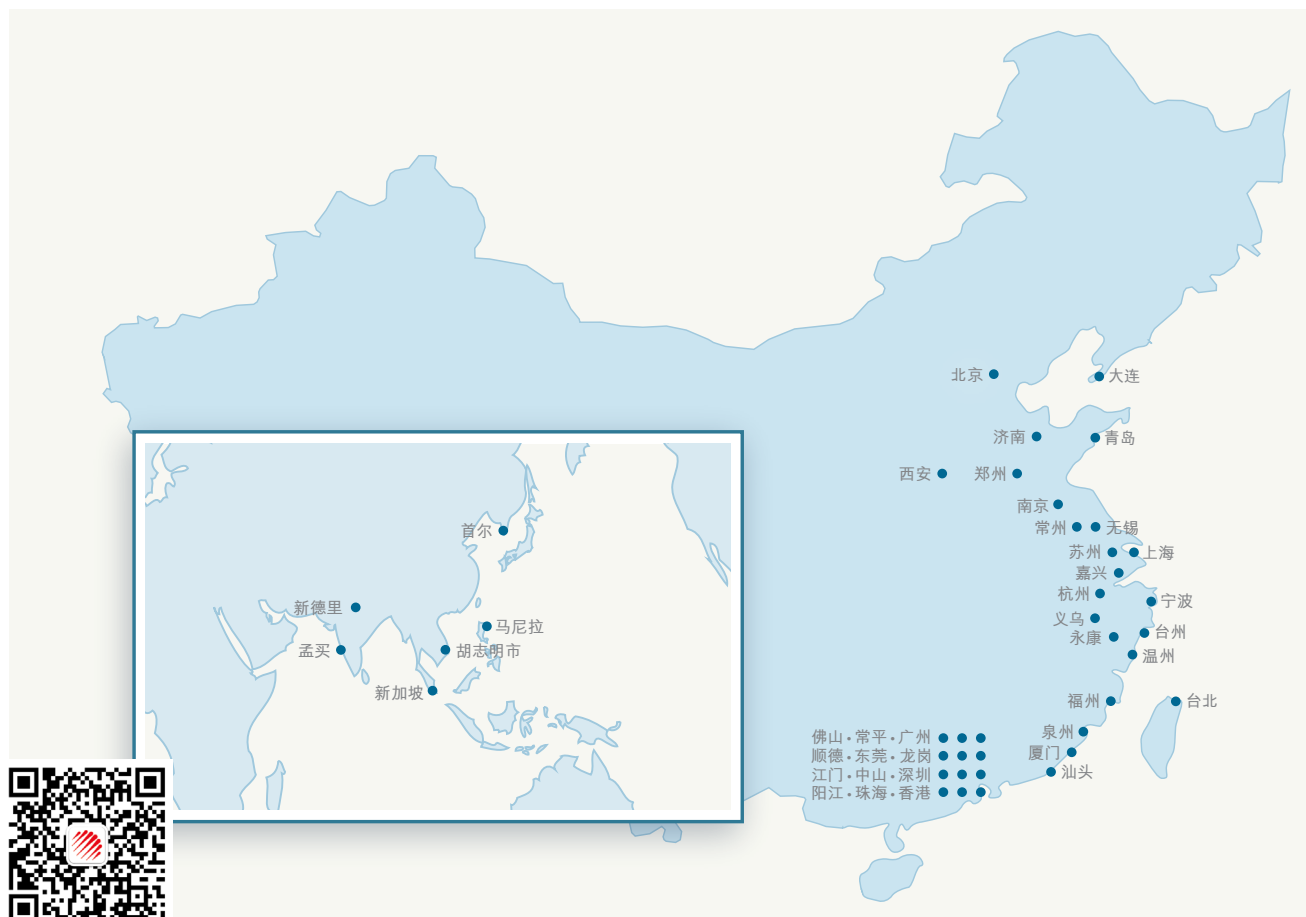 北京
大连
济南
青岛
西安
郑州
南京
常州
无锡
苏州
上海
嘉兴
杭州
宁波
义乌
台州
永康
温州
福州
台北
泉州
厦门
汕头
佛山•常平•广州
顺德•东莞•龙岗
江门•中山•深圳
阳江•珠海•香港
首尔
新德里
马尼拉
孟买
胡志明市
新加坡